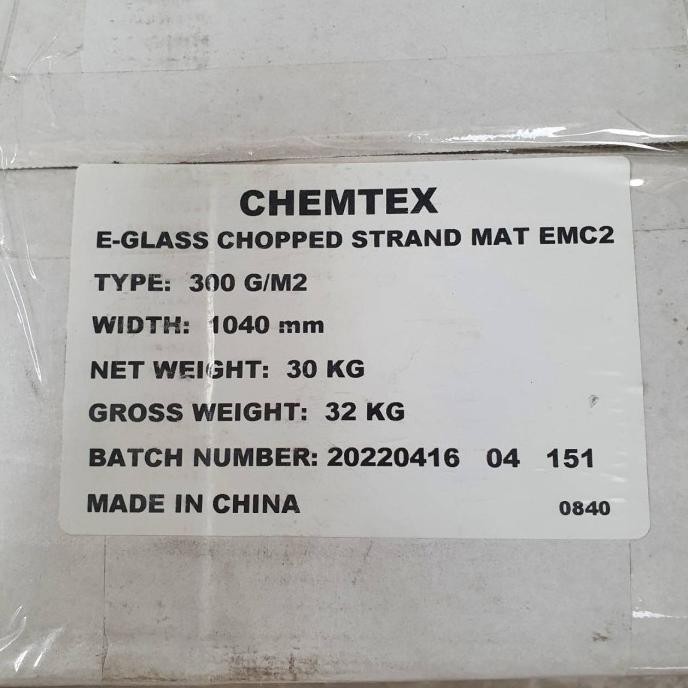 CHEMTEX
E-GLASS CHOPPED STRAND MAT EMC2
TYPE: 300 G/M2
WIDTH: 1040 mm
NET WEIGHT: 30 KG
GROSS WEIGHT: 32 KG
BATCH NUMBER: 20220416 04 151
MADE IN CHINA 0840